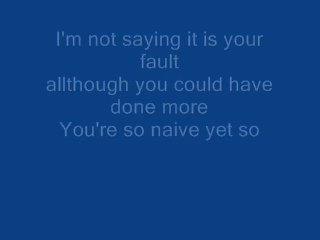 I'm not saying it is your
fault
allthough you could have
done more
You're so naive yet so